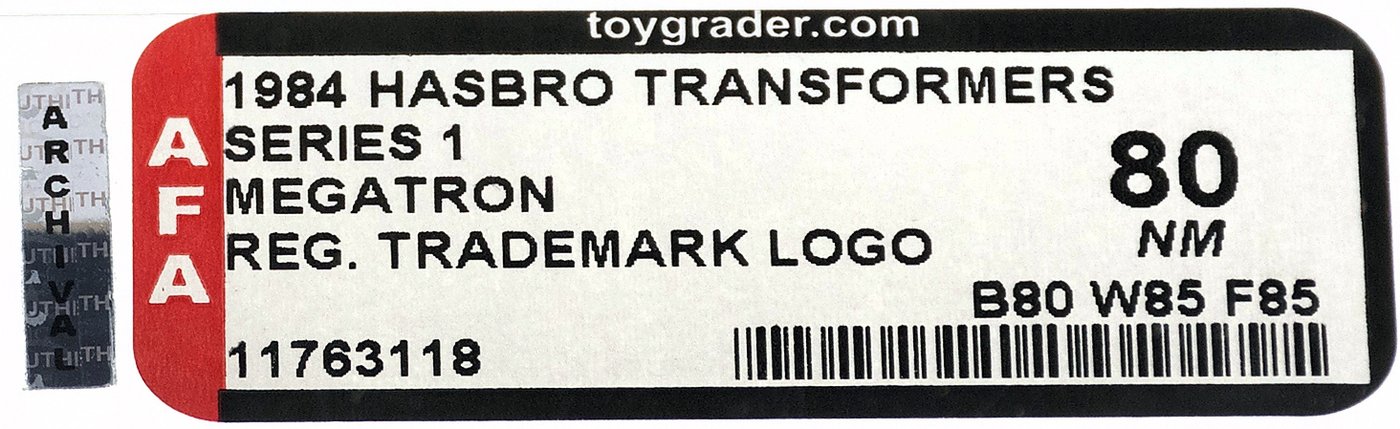 toygrader.com
ARCHIVAL
AFA
1984 HASBRO TRANSFORMERS
SERIES 1
MEGATRON
REG. TRADEMARK LOGO
80
NM
B80 W85 F85
11763118